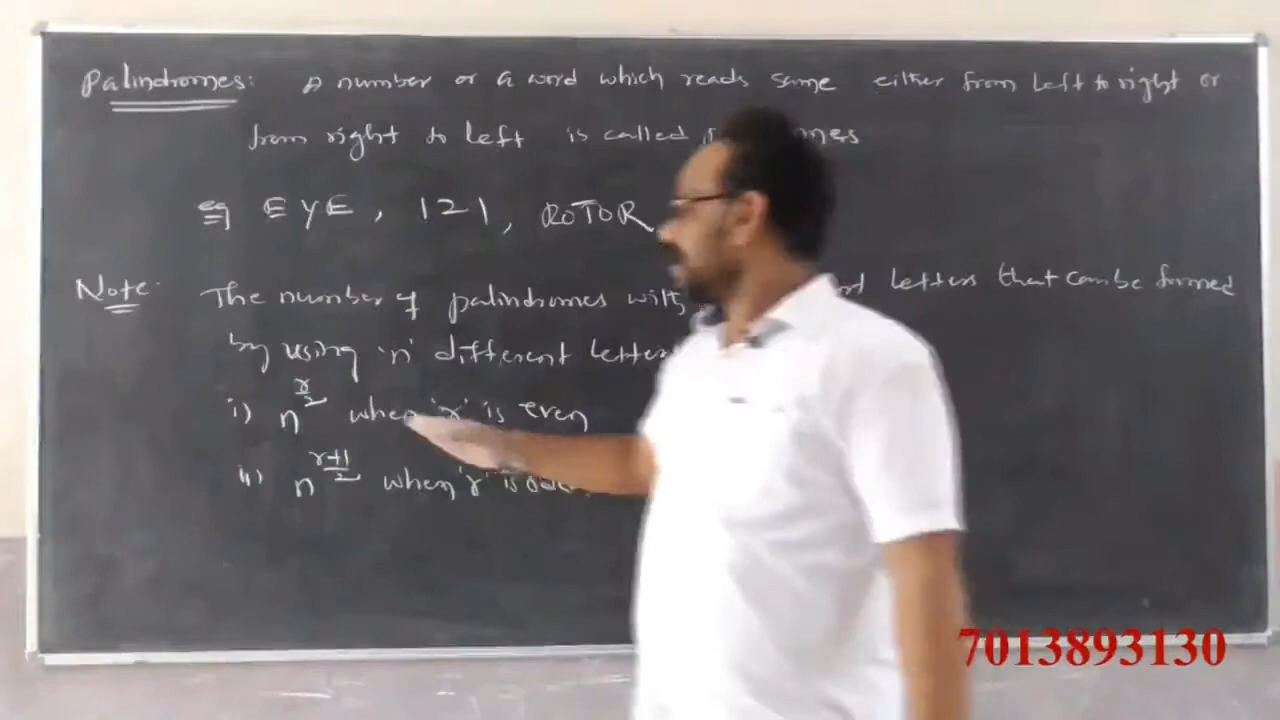 Palindromes: A number or a word which reads same either from left to right or
from right to left is called
eg EYE, 121, ROTOR
Note: The number of palindromes with letters that can be formed
by using 'n' different letters
i) n^(r/2) when 'r' is even
ii) n^((r+1)/2) when 'r' is odd
7013893130